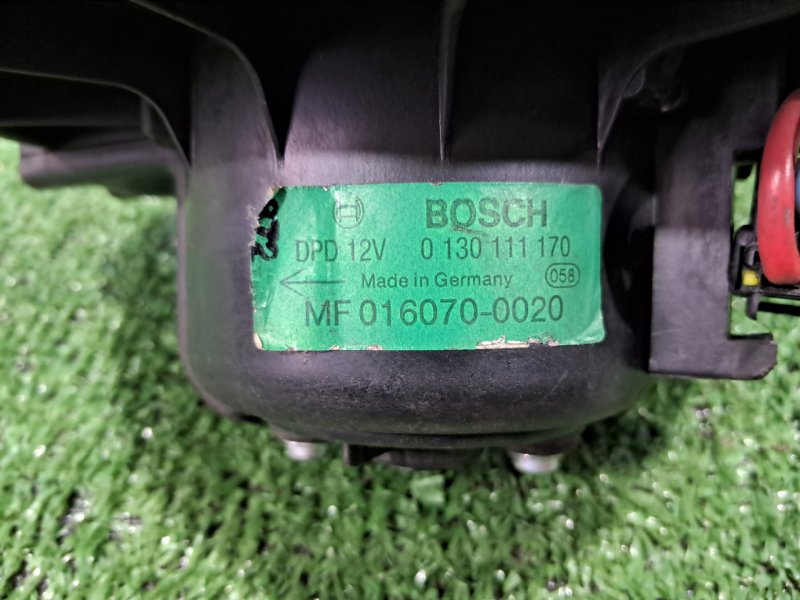 BOSCH
DPD 12V 0 130 111 170
Made in Germany 058
MF 016070-0020